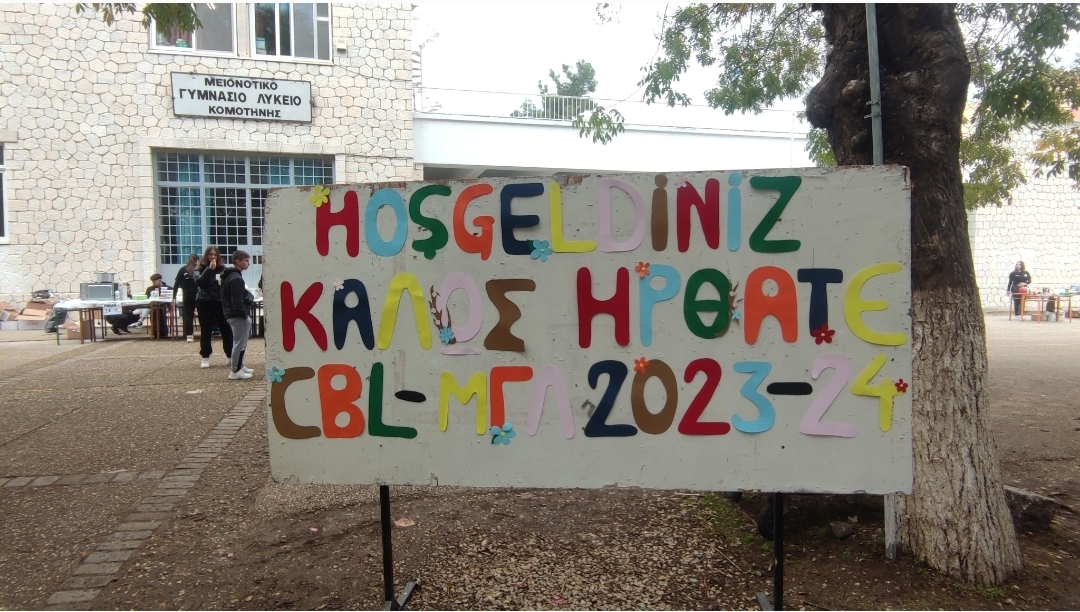 ΜΕΙΟΝΟΤΙΚΟ
ΓΥΜΝΑΣΙΟ ΛΥΚΕΙΟ
ΚΟΜΟΤΗΝΗΣ
HOŞGELDİNİZ
ΚΑΛΩΣ ΗΡΘΑΤΕ
CBL-ΜΓΛ 2023-24